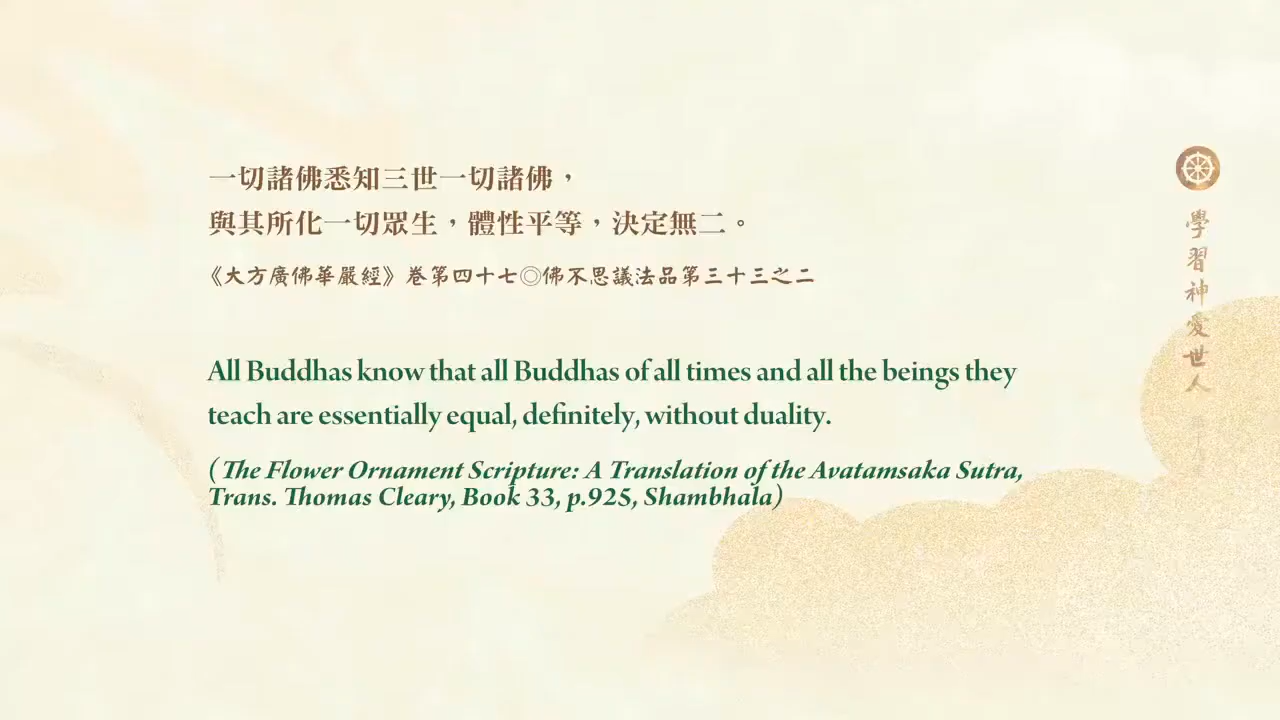 一切諸佛悉知三世一切諸佛，
與其所化一切眾生，體性平等，決定無二。
《大方廣佛華嚴經》卷第四十七◎佛不思議法品第三十三之二
All Buddhas know that all Buddhas of all times and all the beings they
teach are essentially equal, definitely, without duality.
(The Flower Ornament Scripture: A Translation of the Avatamsaka Sutra,
Trans. Thomas Cleary, Book 33, p.925, Shambhala)
學習神愛世人